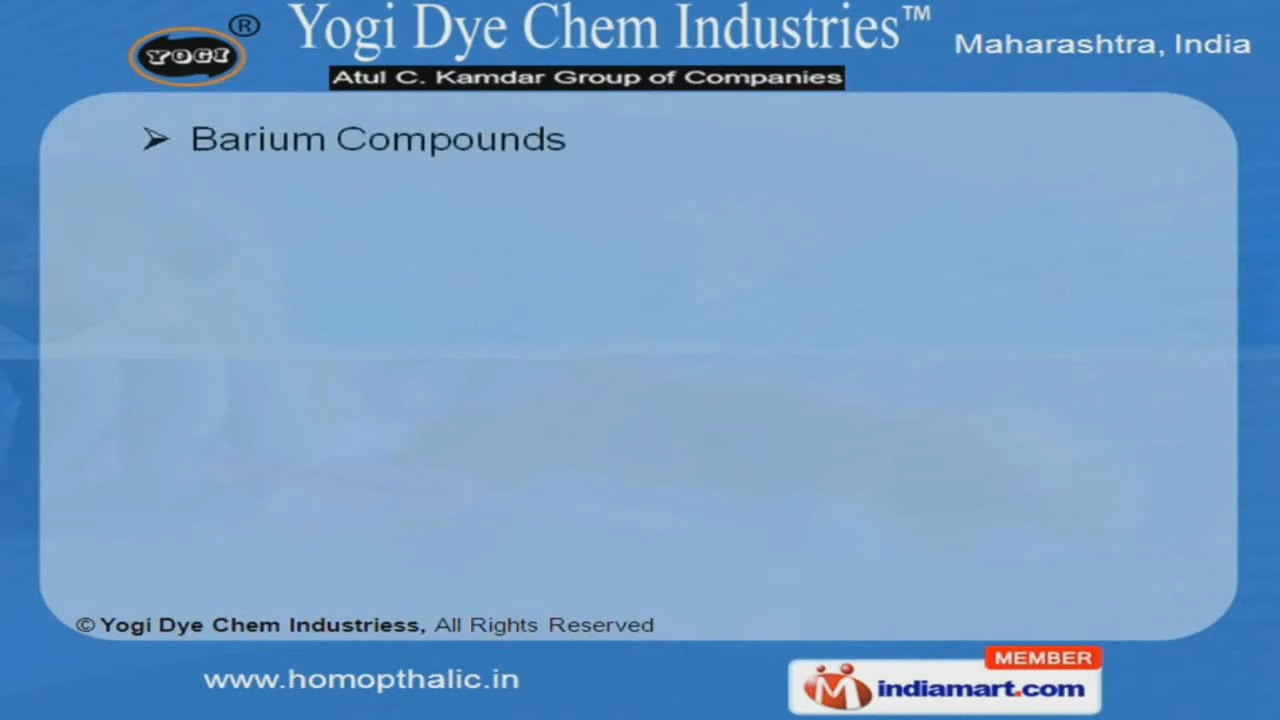 YOGI ®
Yogi Dye Chem Industries™
Maharashtra, India
Atul C. Kamdar Group of Companies
➢ Barium Compounds
© Yogi Dye Chem Industriess, All Rights Reserved
www.homopthalic.in
MEMBER
indiamart.com